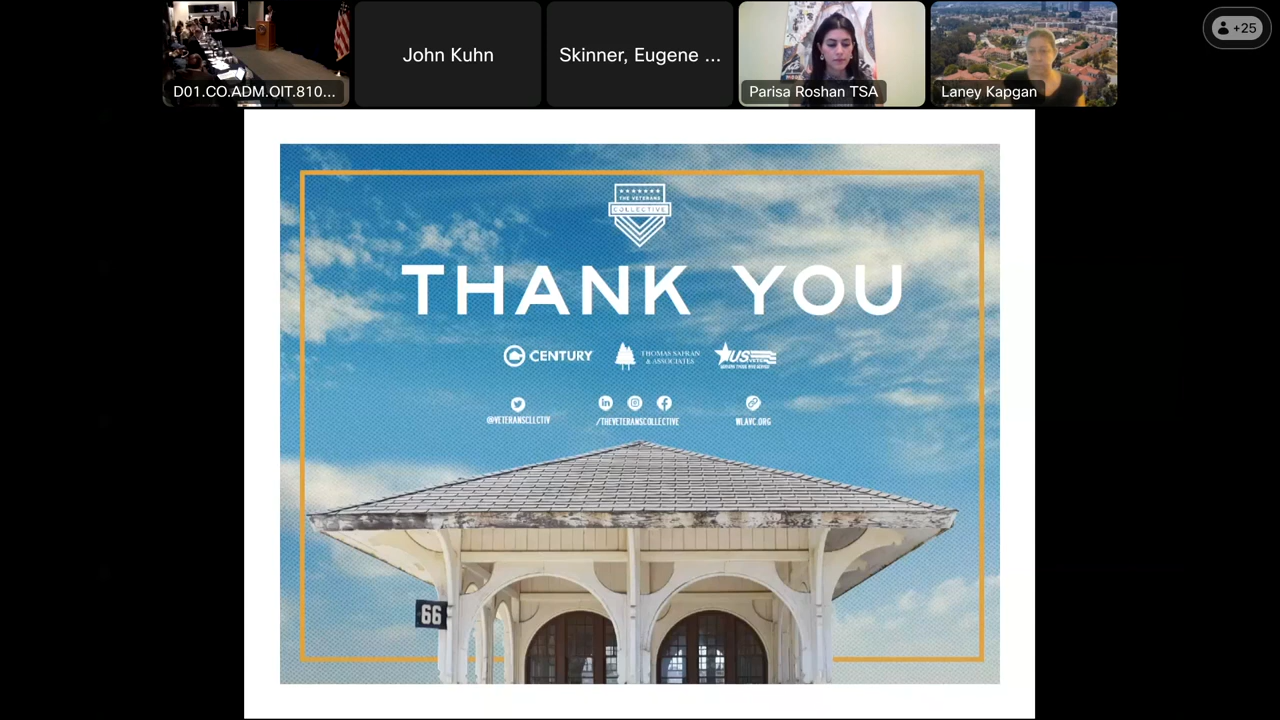 D01.CO.ADM.OIT.810...
John Kuhn
Skinner, Eugene ...
Parisa Roshan TSA
Laney Kapgan
+25
THE VETERANS
COLLECTIVE
THANK YOU
CENTURY
THOMAS SAFRAN
& ASSOCIATES
US
VETS
@VETERANSCLLCTIV
/THEVETERANSCOLLECTIVE
WLAVC.ORG
66